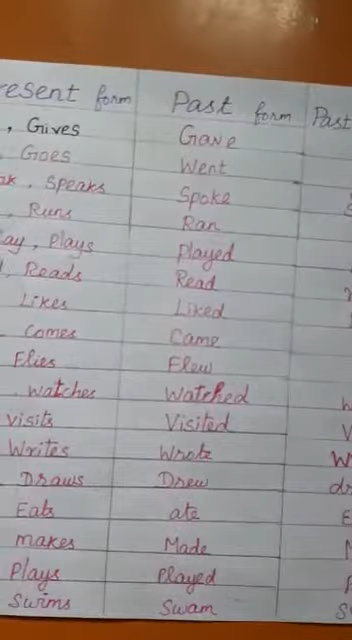 resent form Past form Past
, Gives Gave
. Goes Went
ak, Speaks Spoke
, Runs Ran
lay, Plays Played
, Reads Read
Likes Liked
Comes Came
Flies Flew
. Watches Watched
Visits Visited
Writes Wrote
Draws Drew
Eats ate
makes Made
Plays Played
Swims Swam